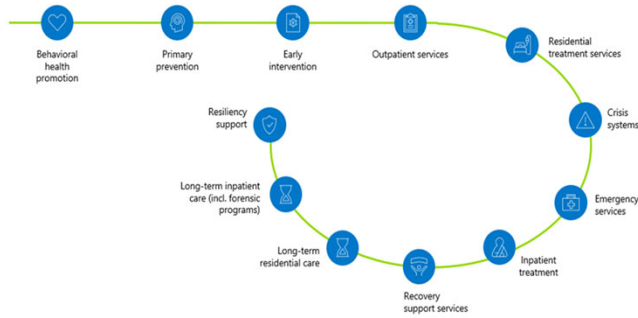 Behavioral
health
promotion
Primary
prevention
Early
intervention
Outpatient services
Residential
treatment services
Crisis
systems
Emergency
services
Inpatient
treatment
Recovery
support services
Long-term
residential care
Long-term inpatient
care (incl. forensic
programs)
Resiliency
support